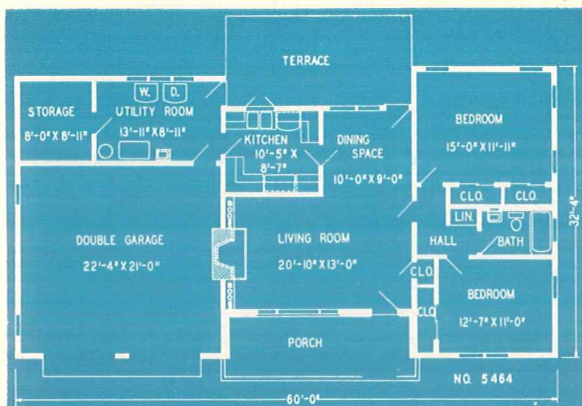 TERRACE
W.
D.
STORAGE
8'-0" X 8'-11"
UTILITY ROOM
13'-11" X 8'-11"
KITCHEN
10'-5" X
8'-7"
DINING
SPACE
10'-0" X 9'-0"
BEDROOM
15'-0" X 11'-11"
CLO.
CLO.
LIN.
BATH
HALL
BOOKS
DOUBLE GARAGE
22'-4" X 21'-0"
LIVING ROOM
20'-10" X 13'-0"
BOOKS
CLO.
CLO.
BEDROOM
12'-7" X 11'-0"
PORCH
32'-4"
NO. 5464
60'-0"